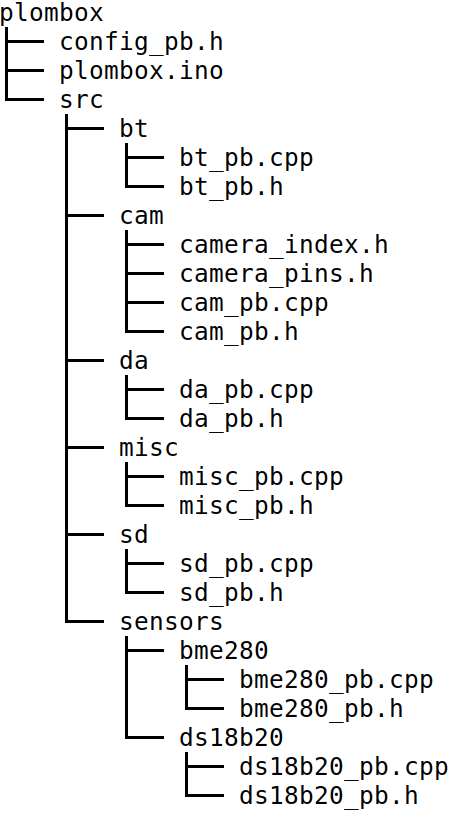 plombox
config_pb.h
plombox.ino
src
bt
bt_pb.cpp
bt_pb.h
cam
camera_index.h
camera_pins.h
cam_pb.cpp
cam_pb.h
da
da_pb.cpp
da_pb.h
misc
misc_pb.cpp
misc_pb.h
sd
sd_pb.cpp
sd_pb.h
sensors
bme280
bme280_pb.cpp
bme280_pb.h
ds18b20
ds18b20_pb.cpp
ds18b20_pb.h